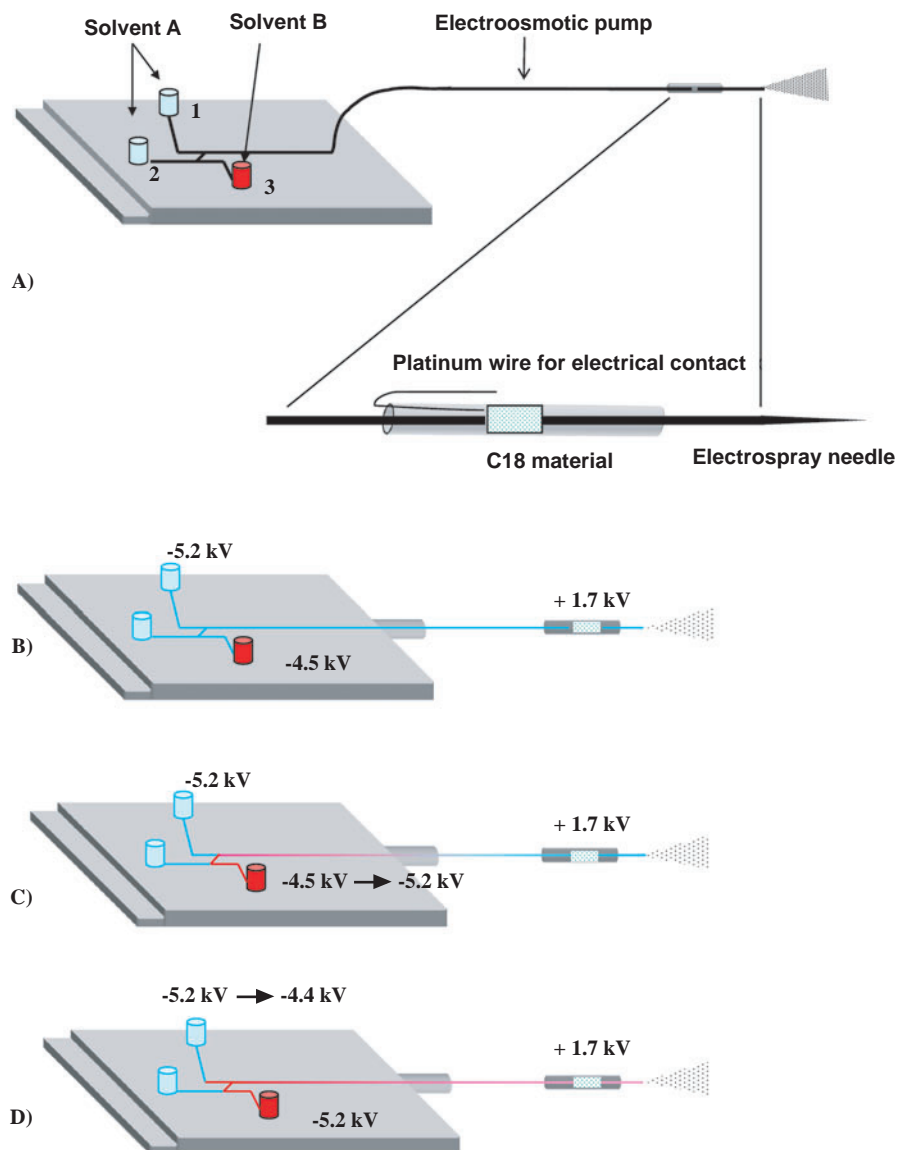 Solvent A
Solvent B
Electroosmotic pump
1
2
3
A)
Platinum wire for electrical contact
C18 material
Electrospray needle
-5.2 kV
+ 1.7 kV
B)
-4.5 kV
-5.2 kV
+ 1.7 kV
-4.5 kV → -5.2 kV
C)
-5.2 kV → -4.4 kV
+ 1.7 kV
D)
-5.2 kV